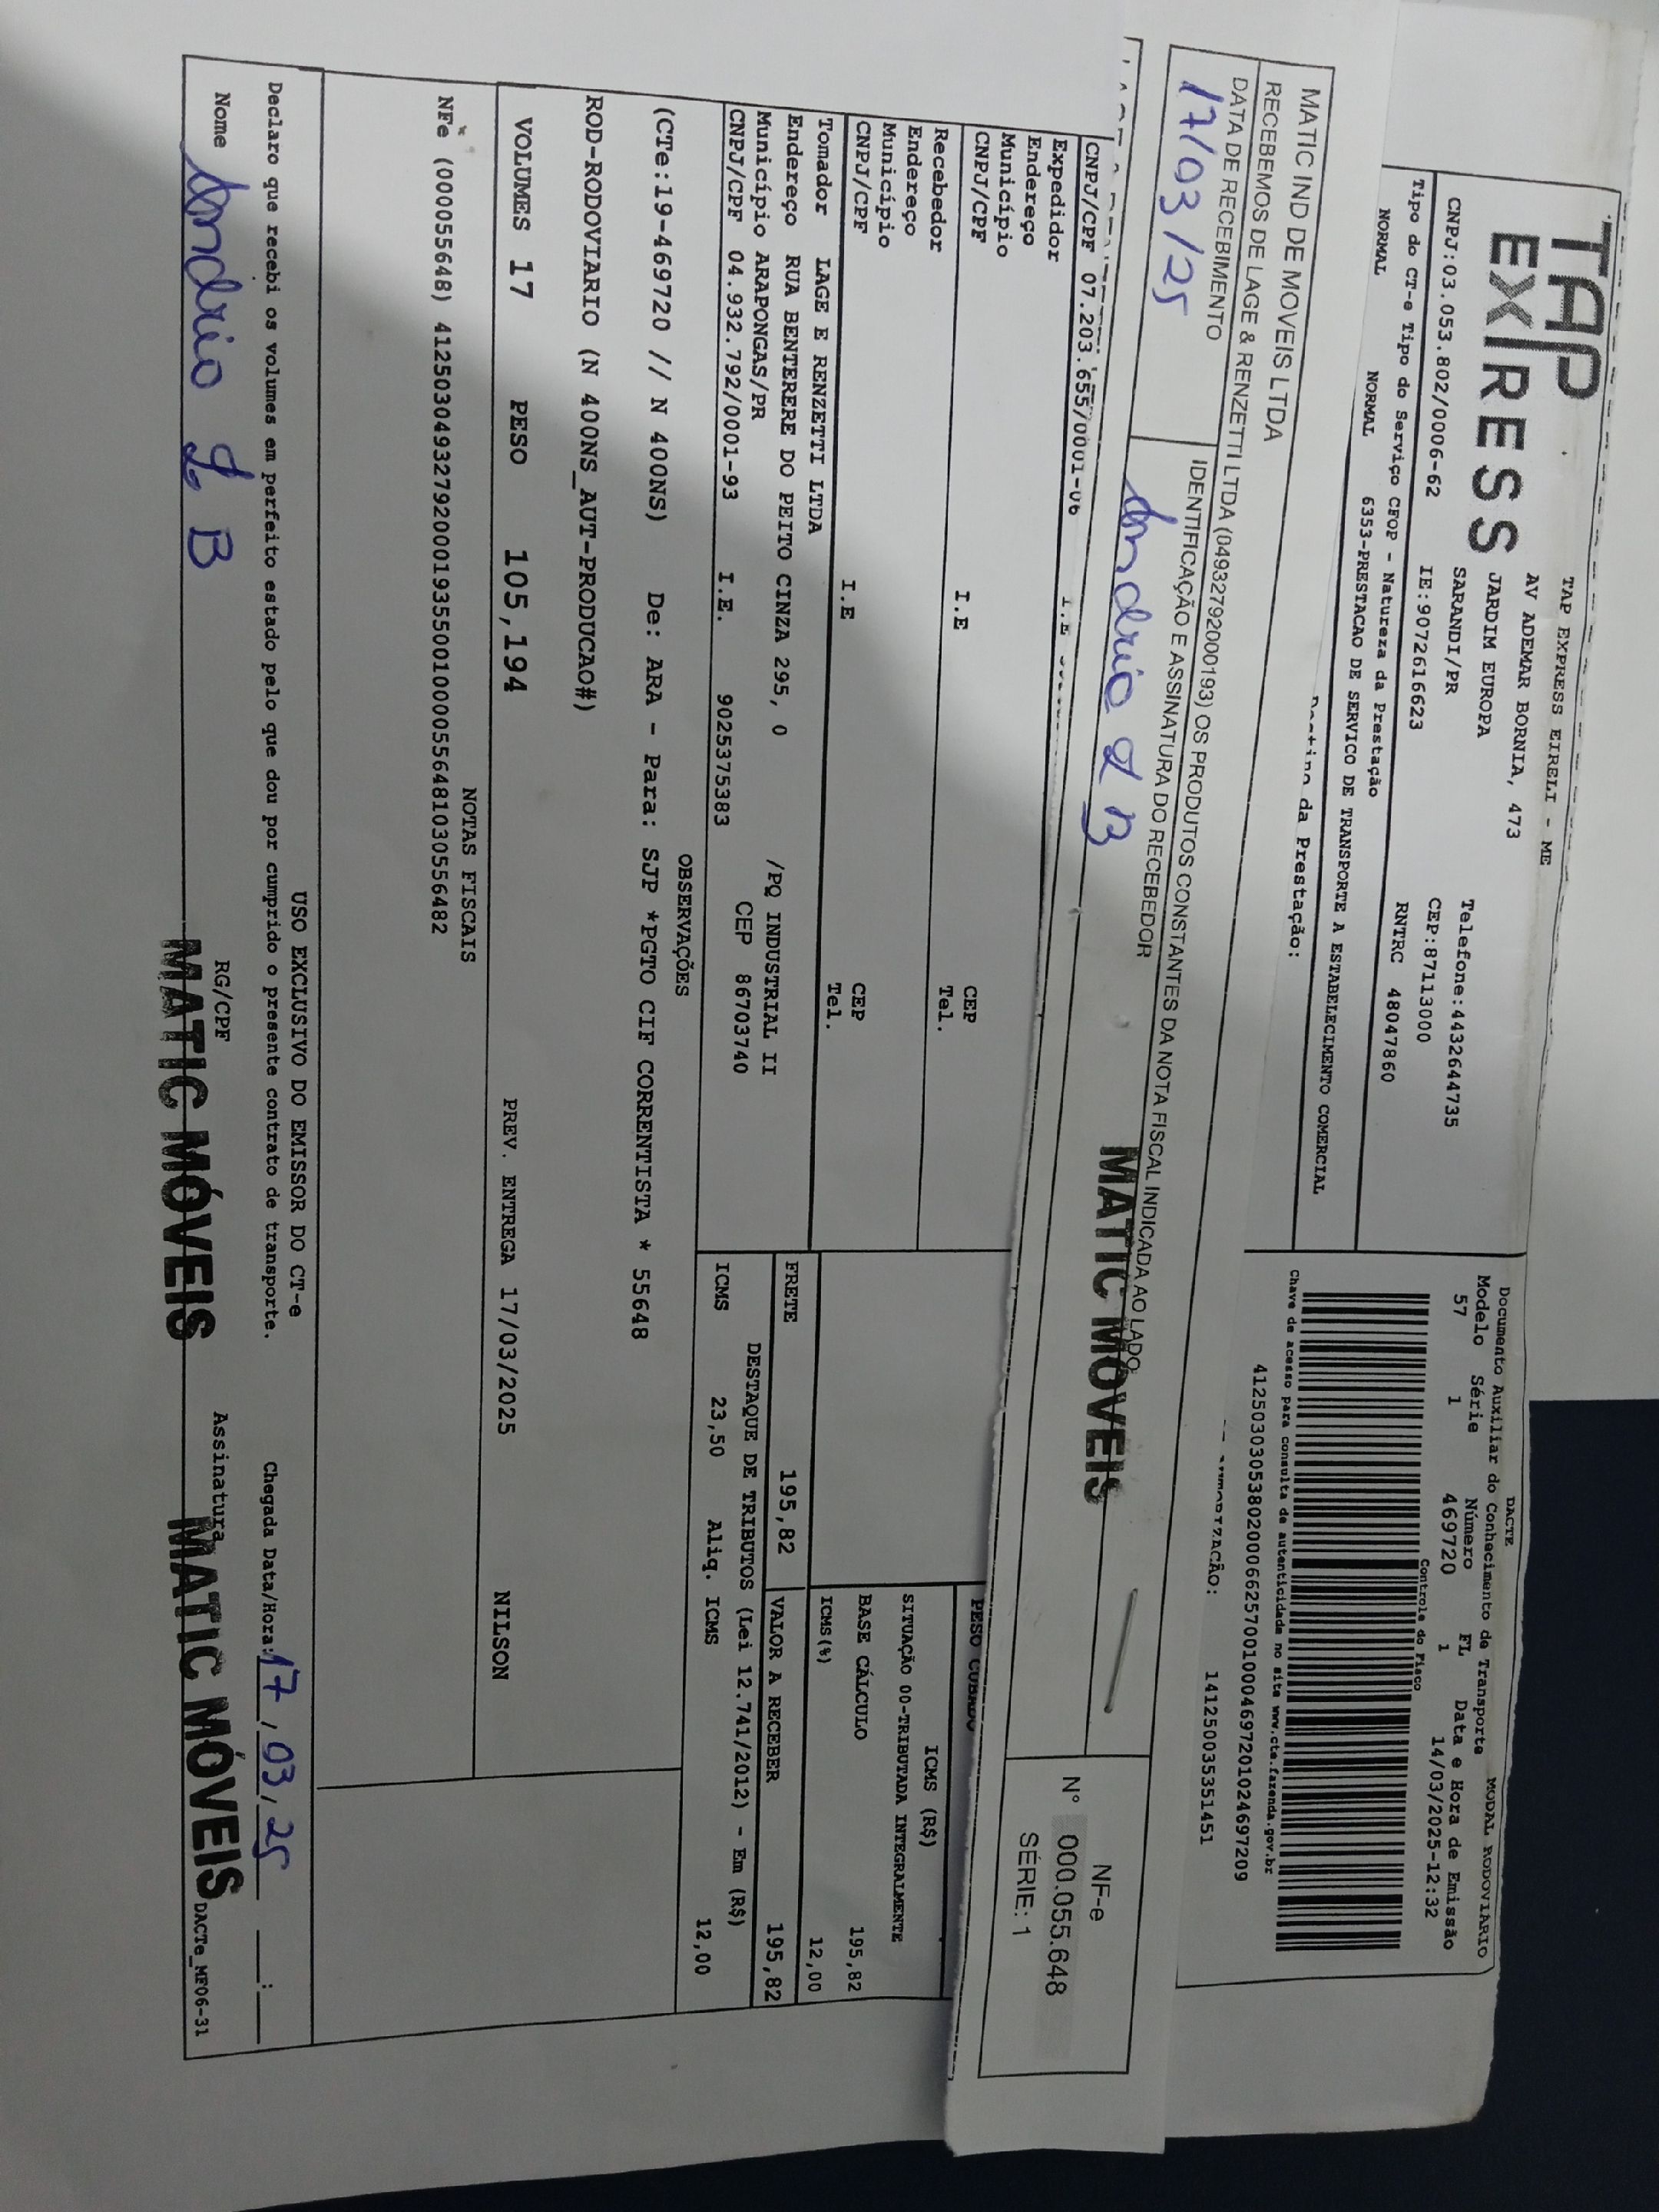 TAP
EXPRESS
TAP EXPRESS EIRELI - ME
AV ADEMAR BORNIA, 473
JARDIM EUROPA
SARANDI/PR
Telefone:4432644735
CEP:87113000
CNPJ:03.053.802/0006-62 IE:9072616623 RNTRC 48047860
Tipo do CT-e Tipo do Serviço CFOP - Natureza da Prestação
NORMAL NORMAL 6353-PRESTACAO DE SERVICO DE TRANSPORTE A ESTABELECIMENTO COMERCIAL
da Prestação:
DACTE
Documento Auxiliar do Conhecimento de Transporte
MODAL RODOVIARIO
Modelo Série Número FL Data e Hora de Emissão
57 1 469720 1 14/03/2025-12:32
Controle do Fisco
Chave de acesso para consulta de autenticidade no site www.cte.fazenda.gov.br
41250303053802000662570010004697201024697209
141250035351451
MATIC IND DE MOVEIS LTDA
RECEBEMOS DE LAGE & RENZETTI LTDA (04932792000193) OS PRODUTOS CONSTANTES DA NOTA FISCAL INDICADA AO LADO
DATA DE RECEBIMENTO
IDENTIFICAÇÃO E ASSINATURA DO RECEBEDOR
17/03/25
MATIC MÓVEIS
NF-e
N° 000.055.648
SÉRIE: 1
CNPJ/CPF 07.203.655/0001-06 I.E
Expedidor
Endereço
Município
CNPJ/CPF I.E CEP
Recebedor Tel.
Endereço
Município
CNPJ/CPF I.E CEP
Tel.
Tomador LAGE E RENZETTI LTDA
Endereço RUA BENTERERE DO PEITO CINZA 295, 0 /PQ INDUSTRIAL II
Município ARAPONGAS/PR CEP 86703740
CNPJ/CPF 04.932.792/0001-93 I.E. 9025375383
PESO CUBADO
ICMS (R$)
SITUAÇÃO 00-TRIBUTADA INTEGRALMENTE
BASE CÁLCULO 195,82
ICMS(%) 12,00
FRETE 195,82 VALOR A RECEBER 195,82
DESTAQUE DE TRIBUTOS (Lei 12.741/2012) - Em (R$)
ICMS 23,50 Aliq. ICMS 12,00
OBSERVAÇÕES
(CTe:19-469720 // N 400NS) De: ARA - Para: SJP *PGTO CIF CORRENTISTA * 55648
ROD-RODOVIARIO (N 400NS_AUT-PRODUCAO#)
VOLUMES 17 PESO 105,194 PREV. ENTREGA 17/03/2025 NILSON
NOTAS FISCAIS
NFe (000055648) 41250304932792000193550010000556481030556482
USO EXCLUSIVO DO EMISSOR DO CT-e
Declaro que recebi os volumes em perfeito estado pelo que dou por cumprido o presente contrato de transporte. Chegada Data/Hora: 17/03/25 :
Nome RG/CPF Assinatura
MATIC MÓVEIS MATIC MÓVEIS
DACTe_MF06-31